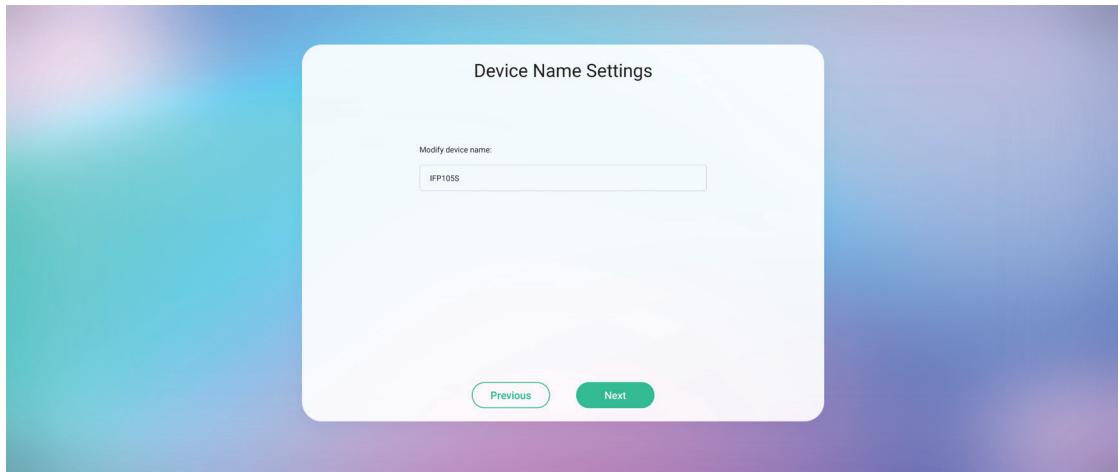 Device Name Settings
Modify device name:
IFP105S
Previous
Next